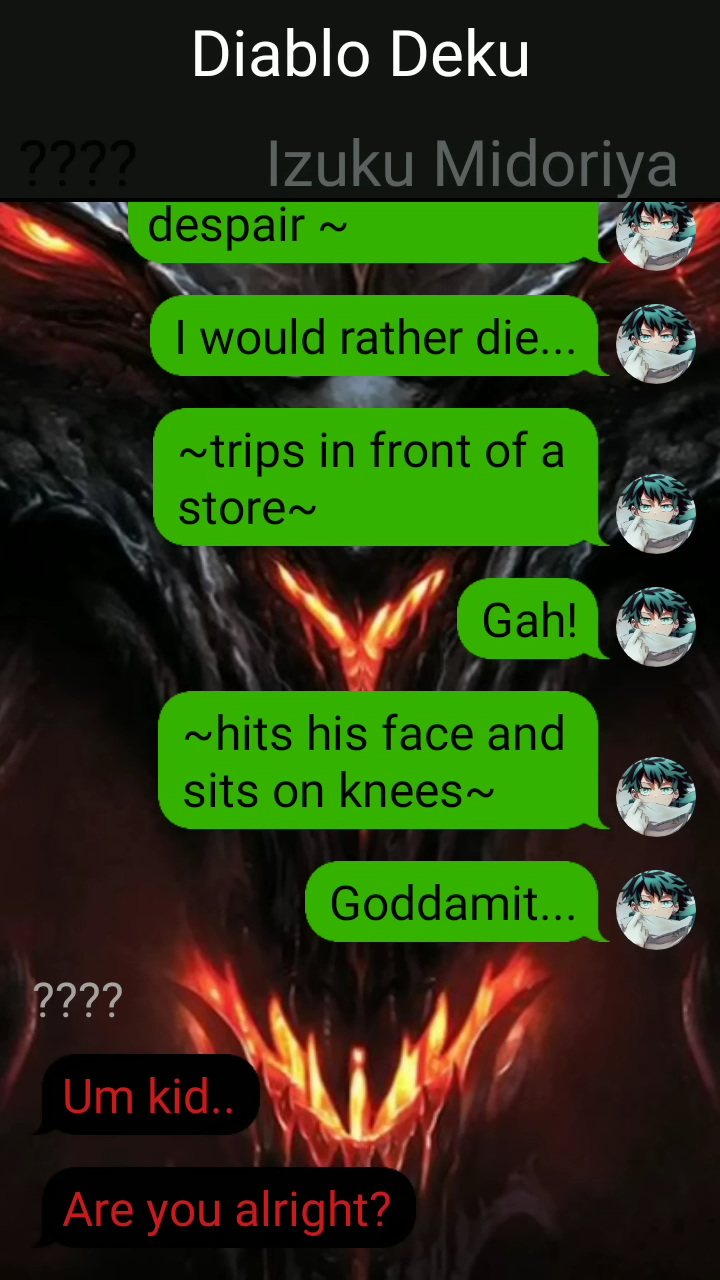 Diablo Deku
???? Izuku Midoriya
despair ~
I would rather die...
~trips in front of a
store~
Gah!
~hits his face and
sits on knees~
Goddamit...
????
Um kid..
Are you alright?